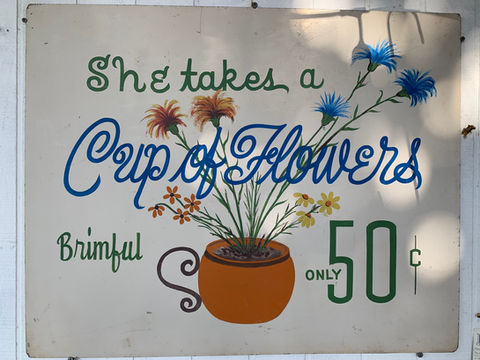 She takes a
Cup of Flowers
Brimful
ONLY 50¢